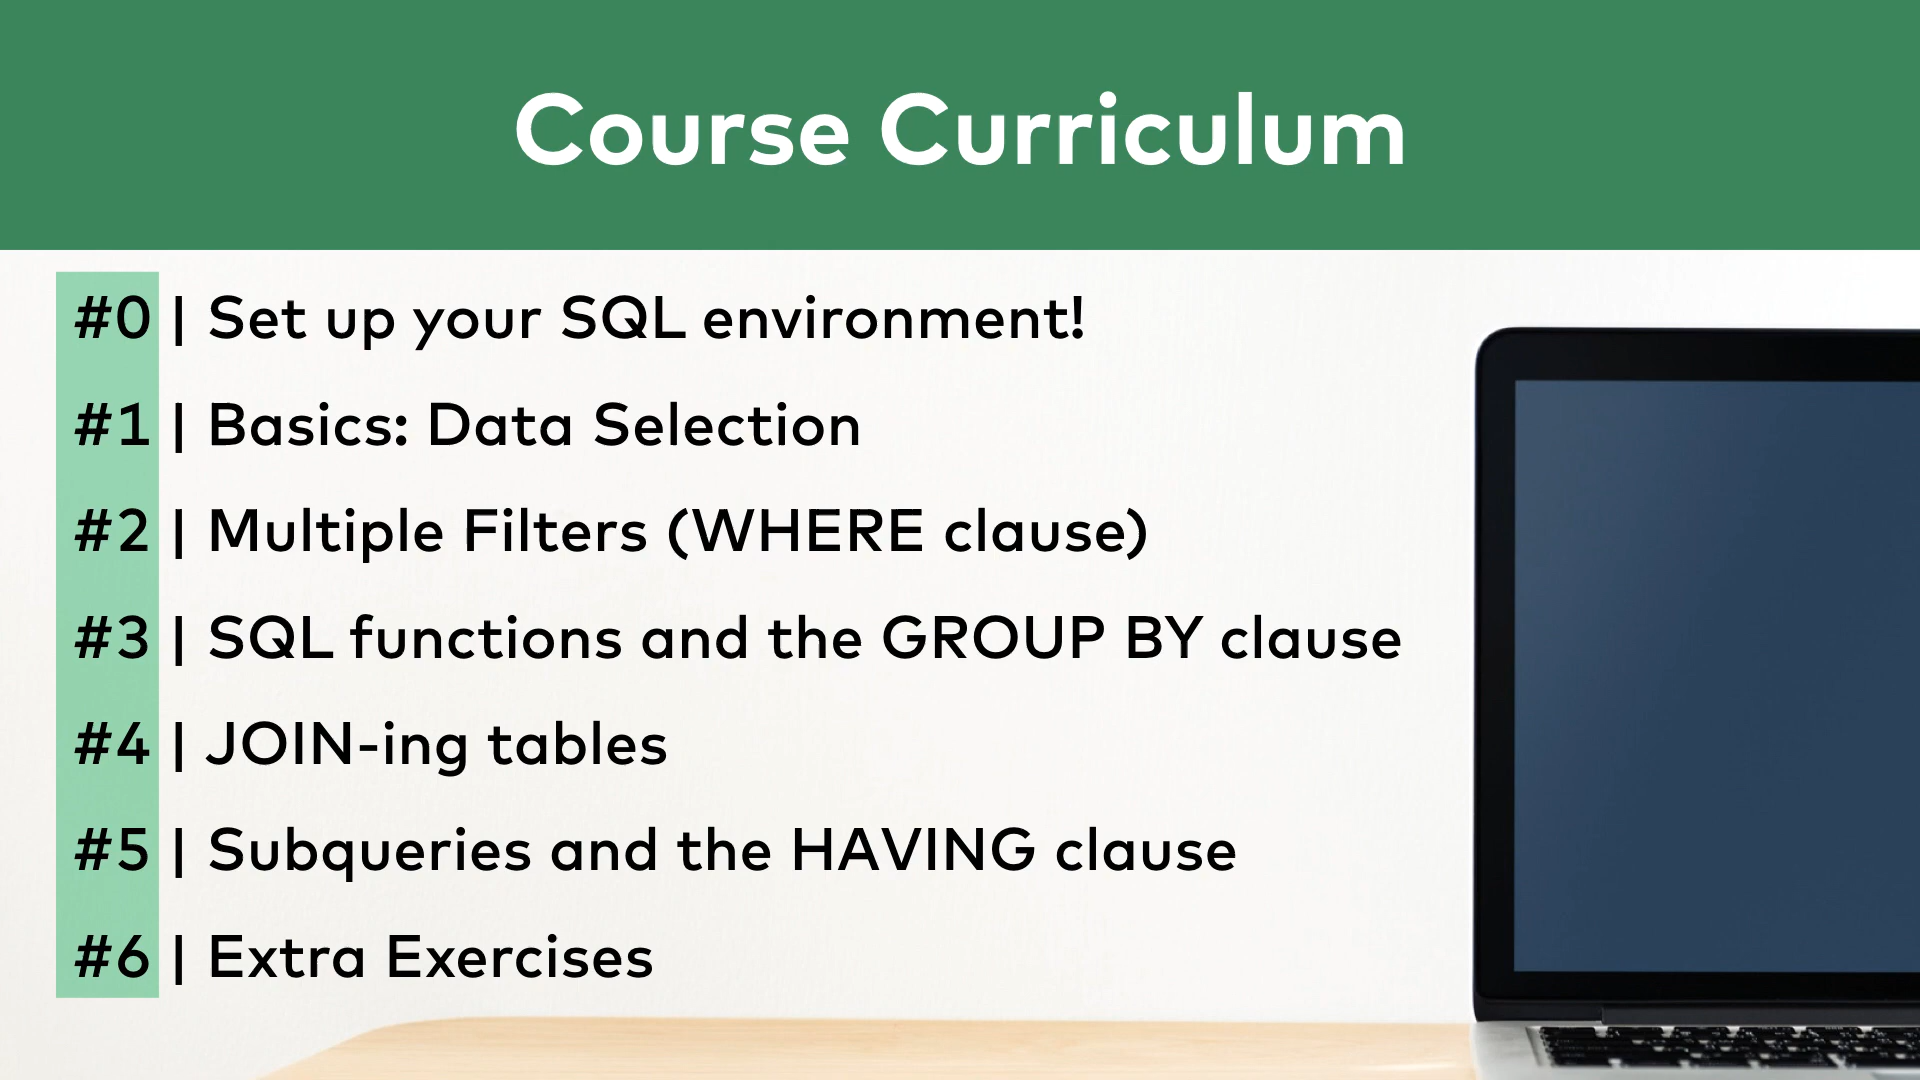 Course Curriculum
#0 | Set up your SQL environment!
#1 | Basics: Data Selection
#2 | Multiple Filters (WHERE clause)
#3 | SQL functions and the GROUP BY clause
#4 | JOIN-ing tables
#5 | Subqueries and the HAVING clause
#6 | Extra Exercises